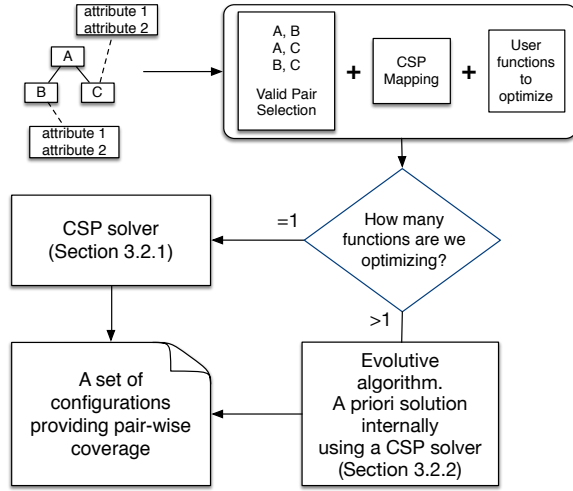 attribute 1
attribute 2
A
B
C
attribute 1
attribute 2
A, B
A, C
B, C
Valid Pair
Selection
+
CSP
Mapping
+
User
functions
to
optimize
How many
functions are we
optimizing?
=1
>1
CSP solver
(Section 3.2.1)
A set of
configurations
providing pair-wise
coverage
Evolutive
algorithm.
A priori solution
internally
using a CSP solver
(Section 3.2.2)